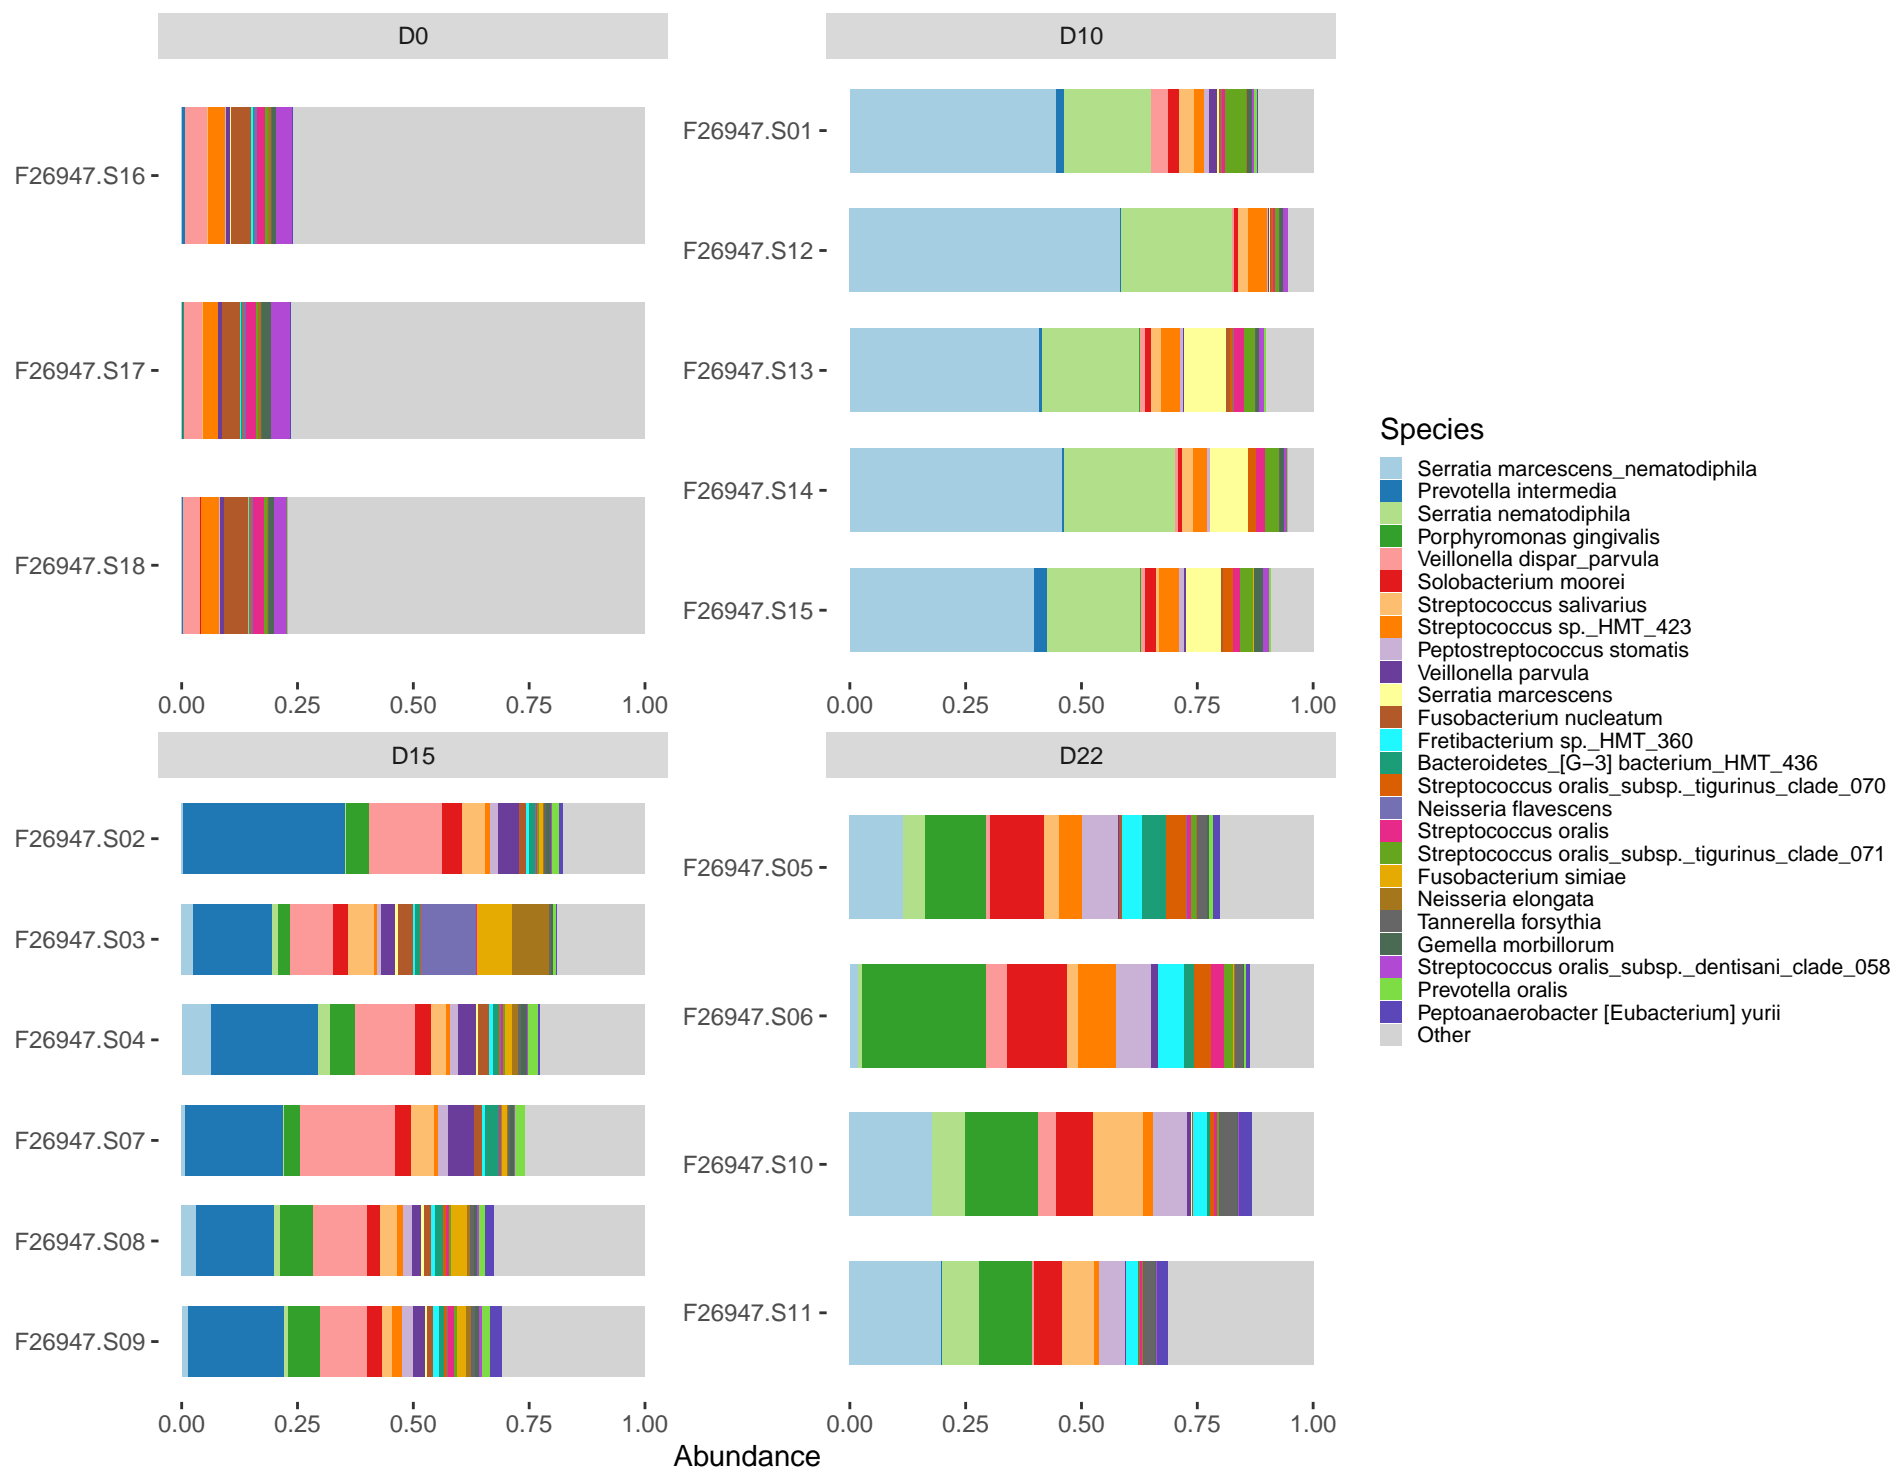 D0
D10
F26947.S16
F26947.S17
F26947.S18
0.00 0.25 0.50 0.75 1.00
F26947.S01
F26947.S12
F26947.S13
F26947.S14
F26947.S15
0.00 0.25 0.50 0.75 1.00
D15
D22
F26947.S02
F26947.S03
F26947.S04
F26947.S07
F26947.S08
F26947.S09
0.00 0.25 0.50 0.75 1.00
F26947.S05
F26947.S06
F26947.S10
F26947.S11
0.00 0.25 0.50 0.75 1.00
Abundance
Species
Serratia marcescens_nematodiphila
Prevotella intermedia
Serratia nematodiphila
Porphyromonas gingivalis
Veillonella dispar_parvula
Solobacterium moorei
Streptococcus salivarius
Streptococcus sp._HMT_423
Peptostreptococcus stomatis
Veillonella parvula
Serratia marcescens
Fusobacterium nucleatum
Fretibacterium sp._HMT_360
Bacteroidetes_[G−3] bacterium_HMT_436
Streptococcus oralis_subsp._tigurinus_clade_070
Neisseria flavescens
Streptococcus oralis
Streptococcus oralis_subsp._tigurinus_clade_071
Fusobacterium simiae
Neisseria elongata
Tannerella forsythia
Gemella morbillorum
Streptococcus oralis_subsp._dentisani_clade_058
Prevotella oralis
Peptoanaerobacter [Eubacterium] yurii
Other